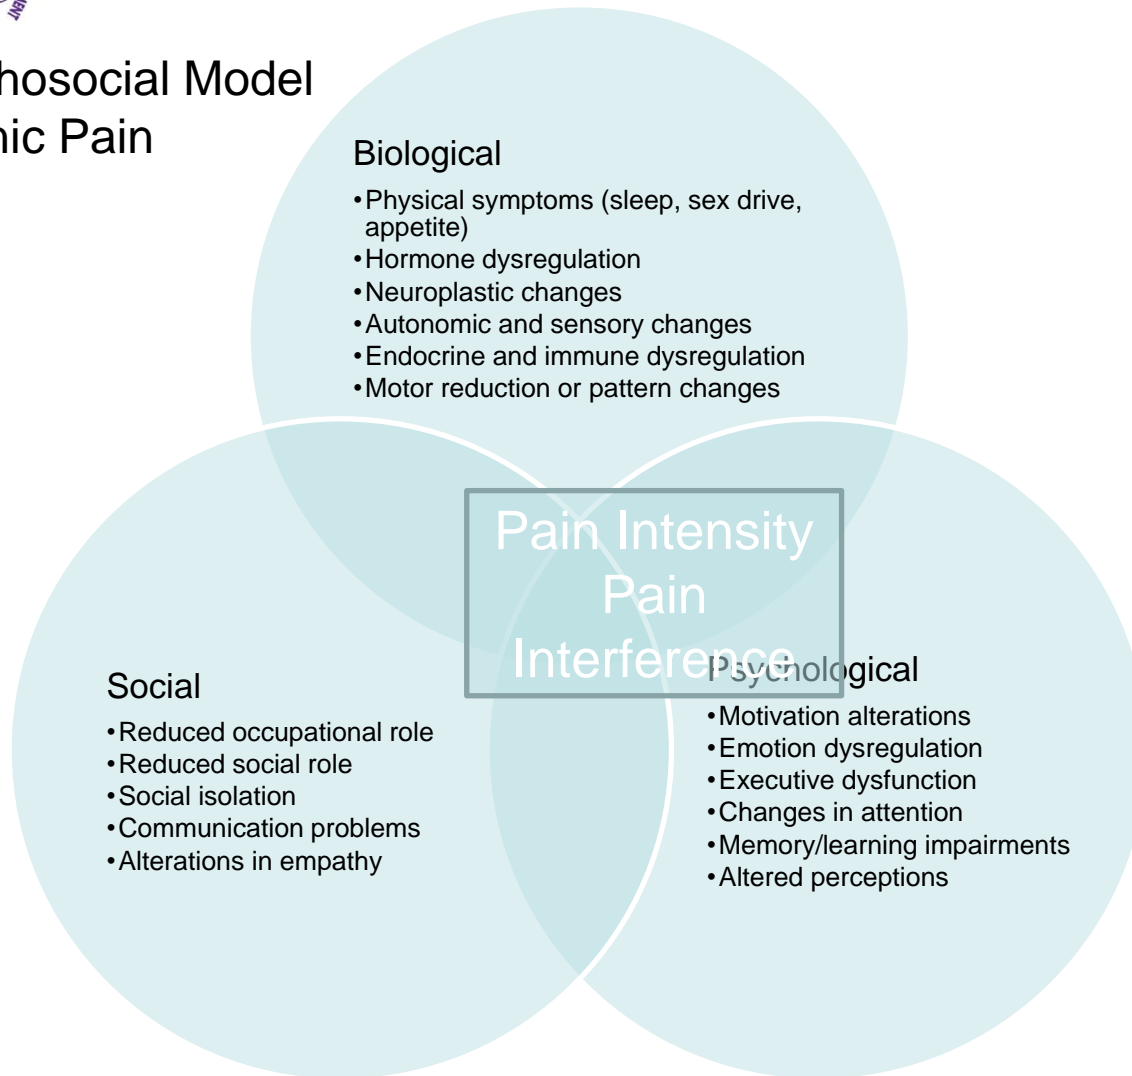 MENT
hosocial Model
nic Pain
Biological
•Physical symptoms (sleep, sex drive,
appetite)
•Hormone dysregulation
•Neuroplastic changes
•Autonomic and sensory changes
•Endocrine and immune dysregulation
•Motor reduction or pattern changes
Pain Intensity
Pain
Interference
Social
•Reduced occupational role
•Reduced social role
•Social isolation
•Communication problems
•Alterations in empathy
Psychological
•Motivation alterations
•Emotion dysregulation
•Executive dysfunction
•Changes in attention
•Memory/learning impairments
•Altered perceptions